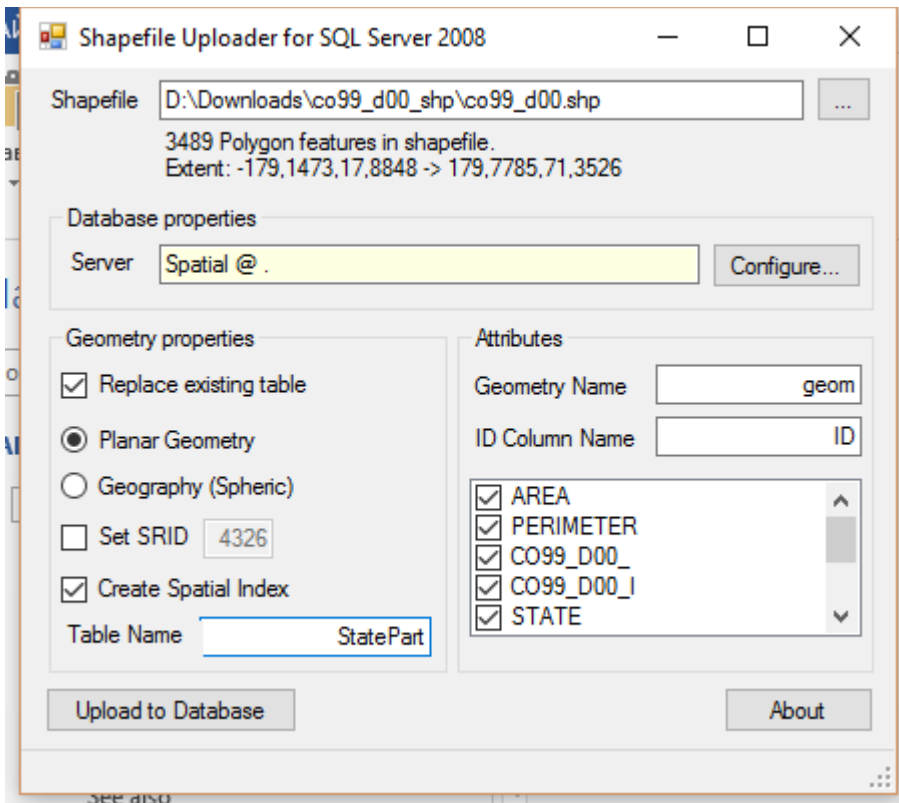 Shapefile Uploader for SQL Server 2008
Shapefile D:\Downloads\co99_d00_shp\co99_d00.shp ...
3489 Polygon features in shapefile.
Extent: -179,1473,17,8848 -> 179,7785,71,3526
Database properties
Server Spatial @ . Configure...
Geometry properties
Replace existing table
Planar Geometry
Geography (Spheric)
Set SRID 4326
Create Spatial Index
Table Name StatePart
Attributes
Geometry Name geom
ID Column Name ID
AREA
PERIMETER
CO99_D00_
CO99_D00_I
STATE
Upload to Database About
See also